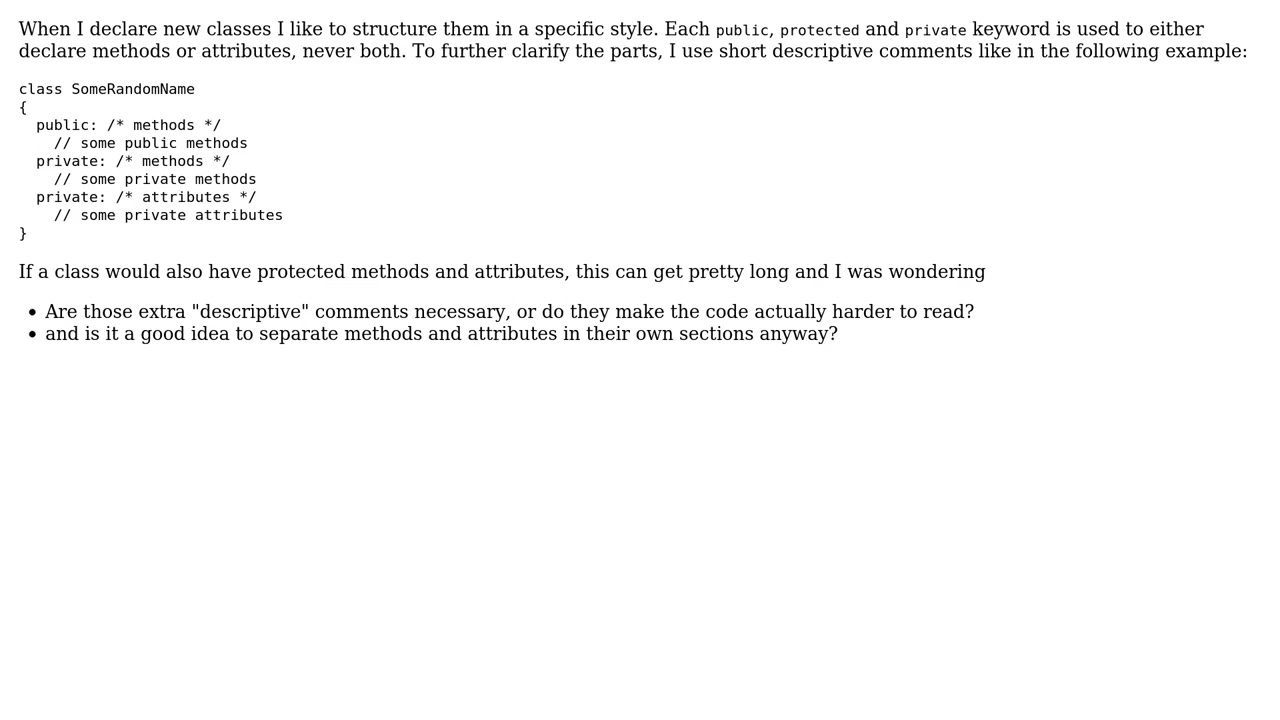 When I declare new classes I like to structure them in a specific style. Each public, protected and private keyword is used to either
declare methods or attributes, never both. To further clarify the parts, I use short descriptive comments like in the following example:
class SomeRandomName
{
  public: /* methods */
    // some public methods
  private: /* methods */
    // some private methods
  private: /* attributes */
    // some private attributes
}
If a class would also have protected methods and attributes, this can get pretty long and I was wondering
• Are those extra "descriptive" comments necessary, or do they make the code actually harder to read?
• and is it a good idea to separate methods and attributes in their own sections anyway?